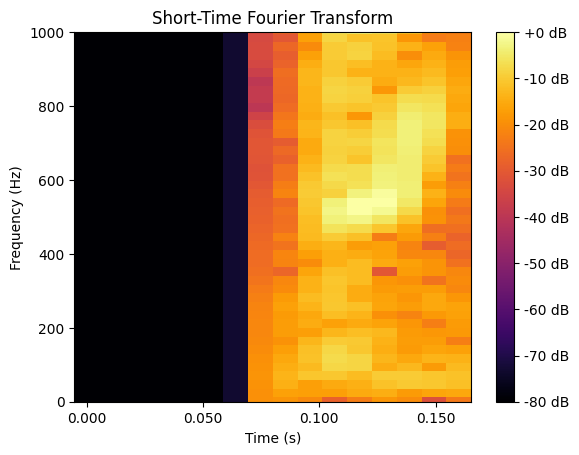 Short-Time Fourier Transform
Frequency (Hz)
1000
800
600
400
200
0
0.000
0.050
0.100
0.150
Time (s)
+0 dB
-10 dB
-20 dB
-30 dB
-40 dB
-50 dB
-60 dB
-70 dB
-80 dB